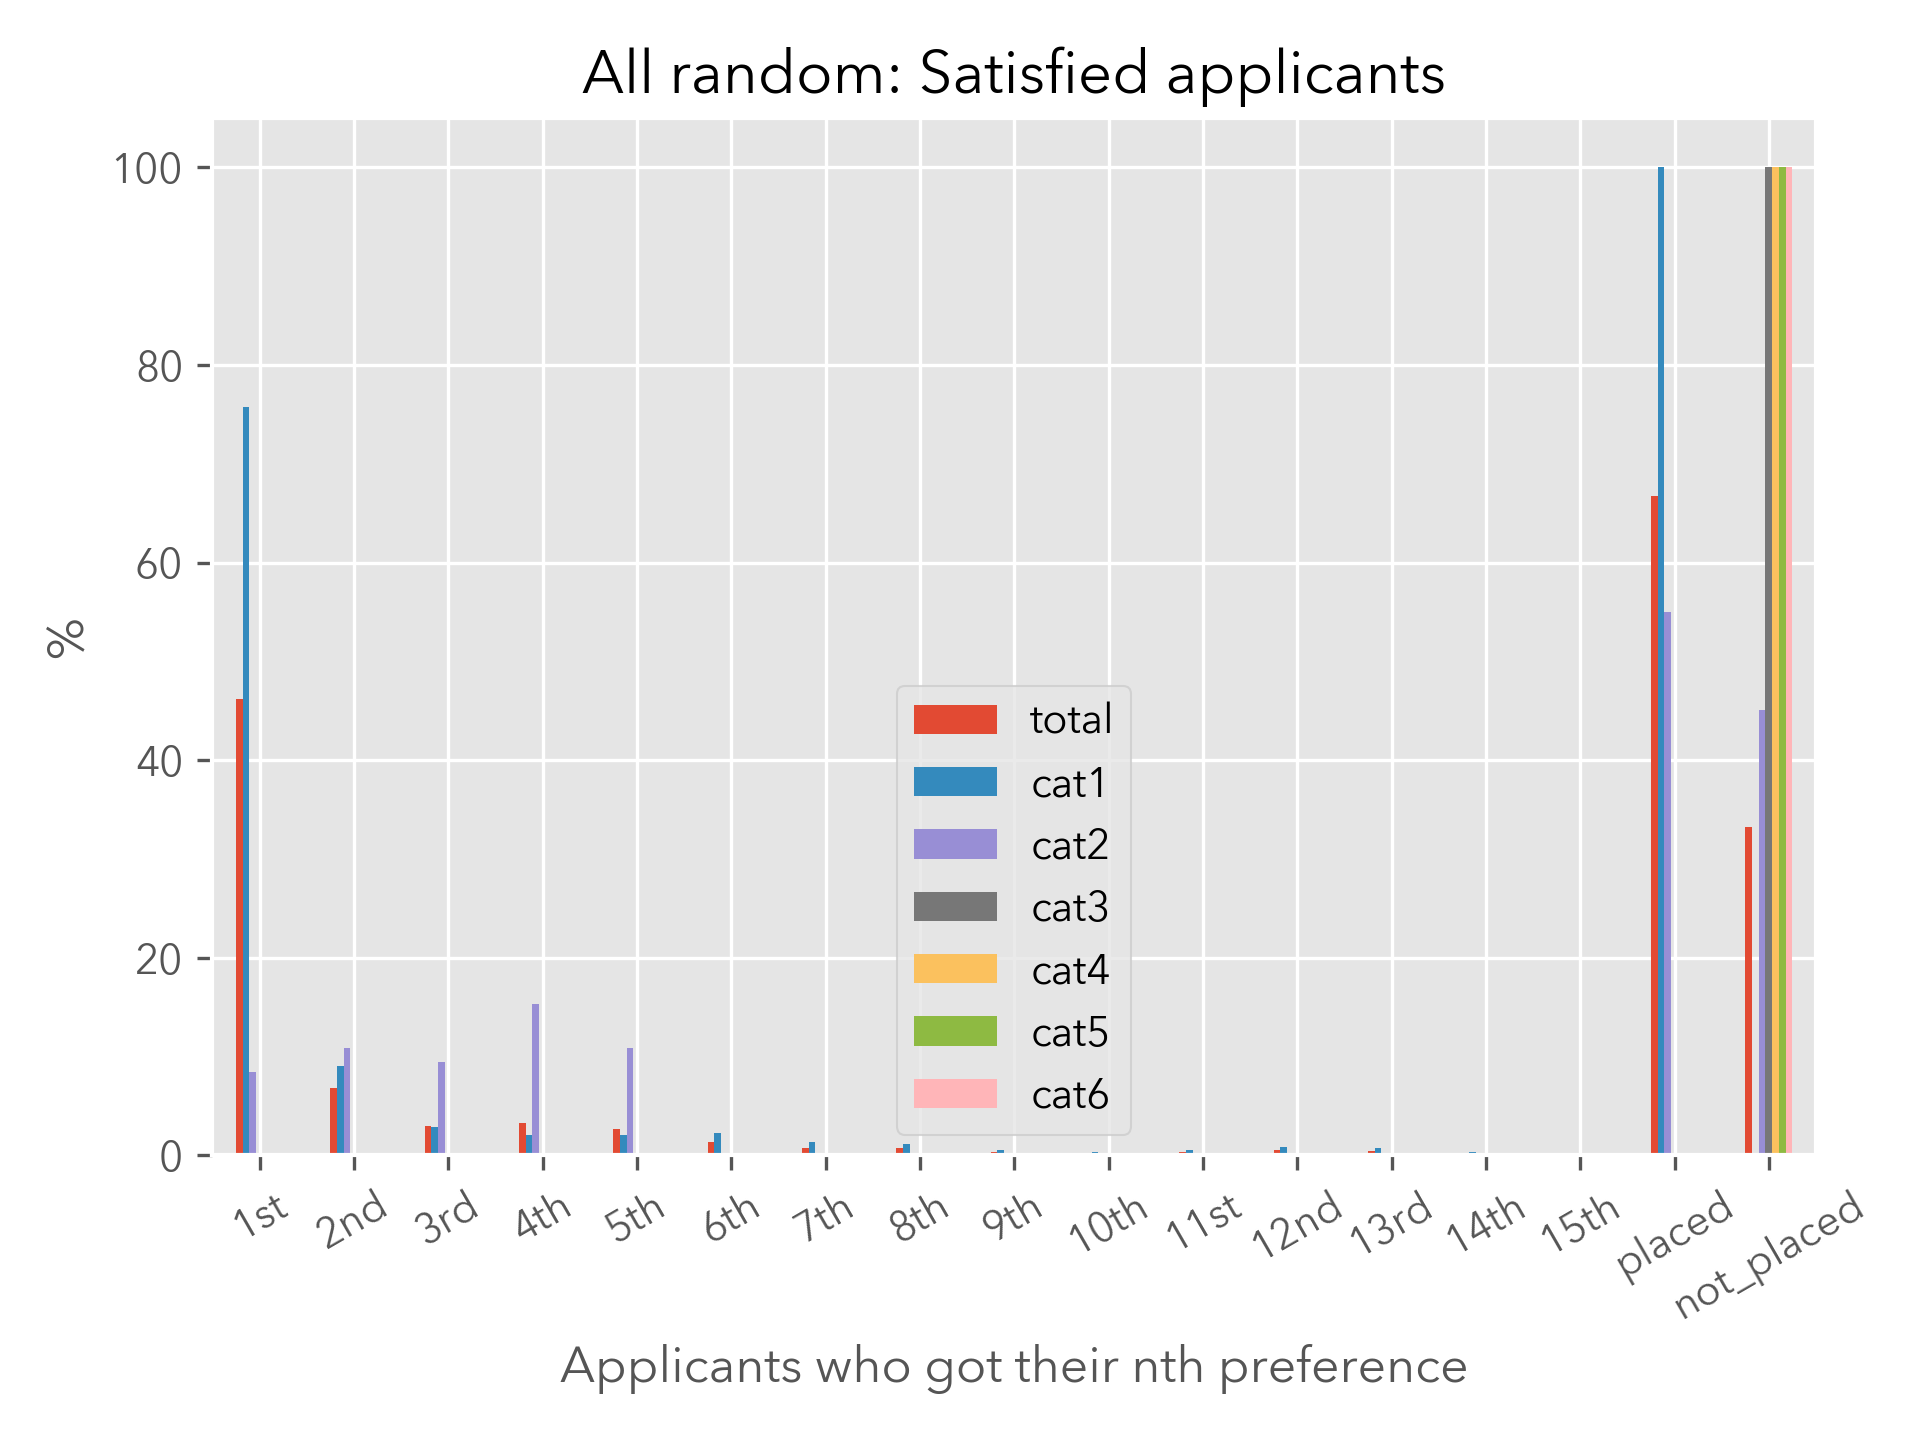 All random: Satisfied applicants
100
80
60
40
20
0
%
total
cat1
cat2
cat3
cat4
cat5
cat6
1st
2nd
3rd
4th
5th
6th
7th
8th
9th
10th
11st
12nd
13rd
14th
15th
placed
not_placed
Applicants who got their nth preference